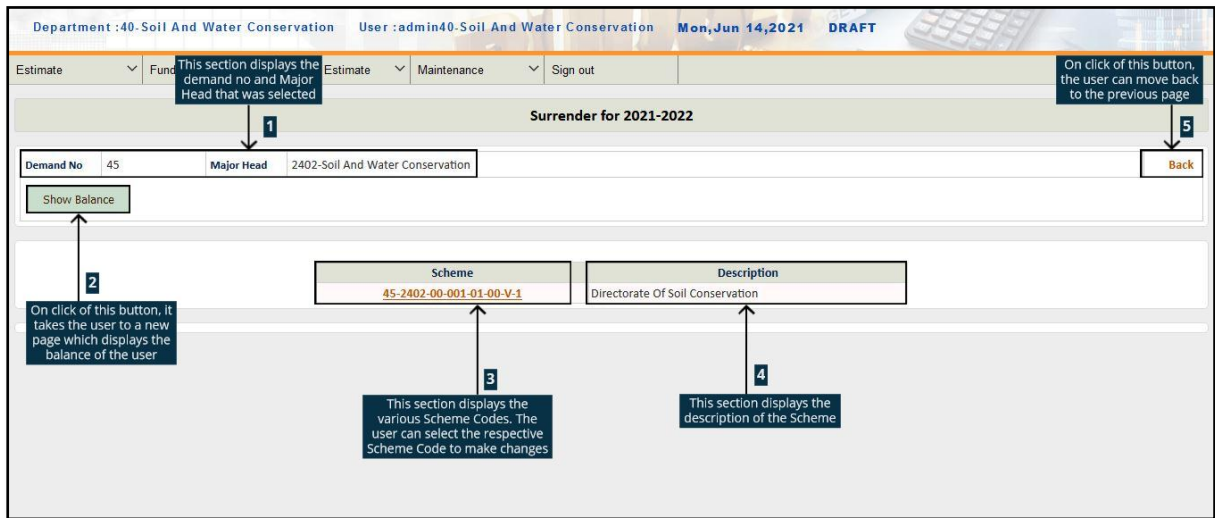 Department :40-Soil And Water Conservation User :admin40-Soil And Water Conservation Mon,Jun 14,2021 DRAFT
Estimate Fund Estimate Maintenance Sign out
This section displays the
demand no and Major
Head that was selected
On click of this button,
the user can move back
to the previous page
Surrender for 2021-2022
1
5
Demand No 45 Major Head 2402-Soil And Water Conservation Back
Show Balance
Scheme Description
45-2402-00-001-01-00-V-1 Directorate Of Soil Conservation
2
On click of this button, it
takes the user to a new
page which displays the
balance of the user
3
This section displays the
various Scheme Codes. The
user can select the respective
Scheme Code to make changes
4
This section displays the
description of the Scheme